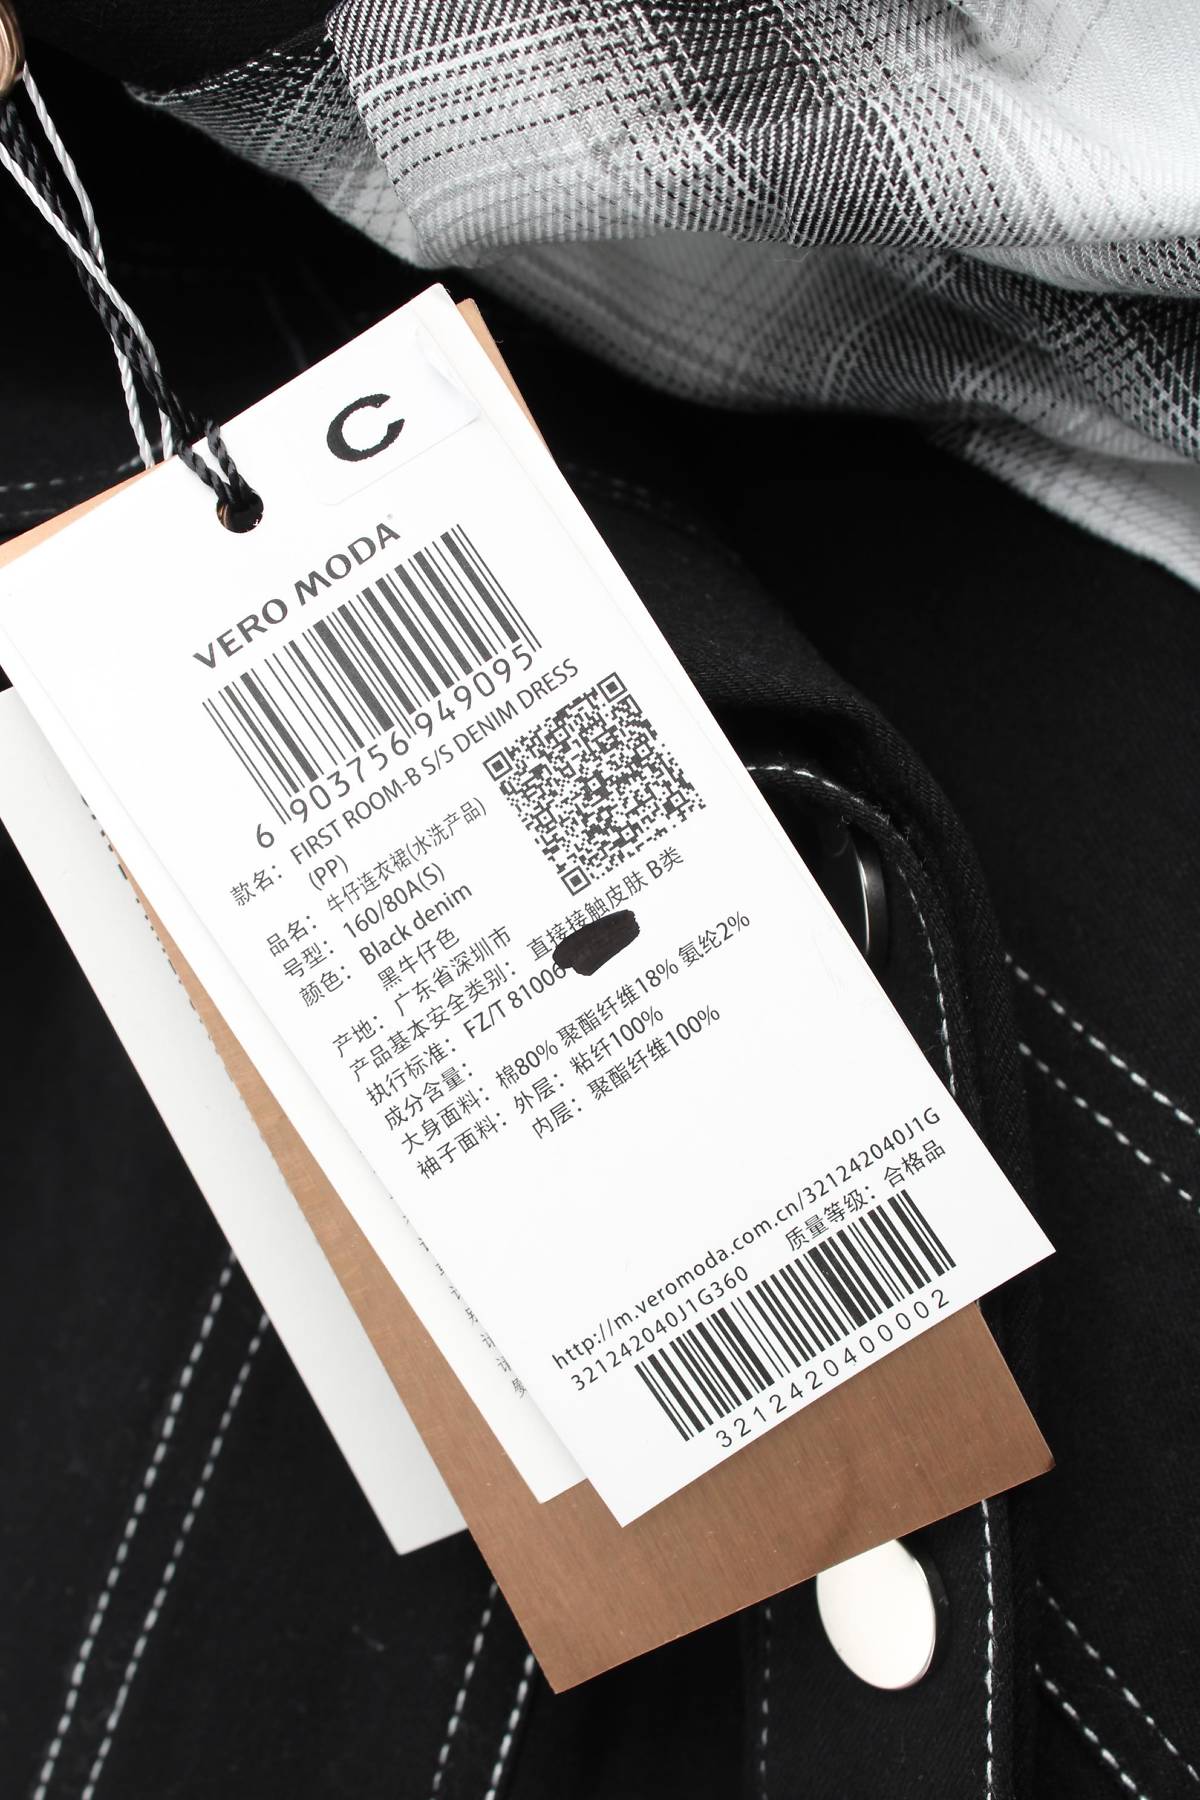 C
VERO MODA
6 903756 949095
款名： FIRST ROOM-B S/S DENIM DRESS
(PP)
品名： 牛仔连衣裙(水洗产品)
号型： 160/80A(S)
颜色： Black denim
黑牛仔色
产地： 广东省深圳市
产品基本安全类别： 直接接触皮肤 B类
执行标准： FZ/T 81006
成分含量：
大身面料： 棉80% 聚酯纤维18% 氨纶2%
袖子面料： 外层： 粘纤100%
内层： 聚酯纤维100%
http://m.veromoda.com.cn/321242040J1G
321242040J1G360 质量等级：合格品
3212420400002